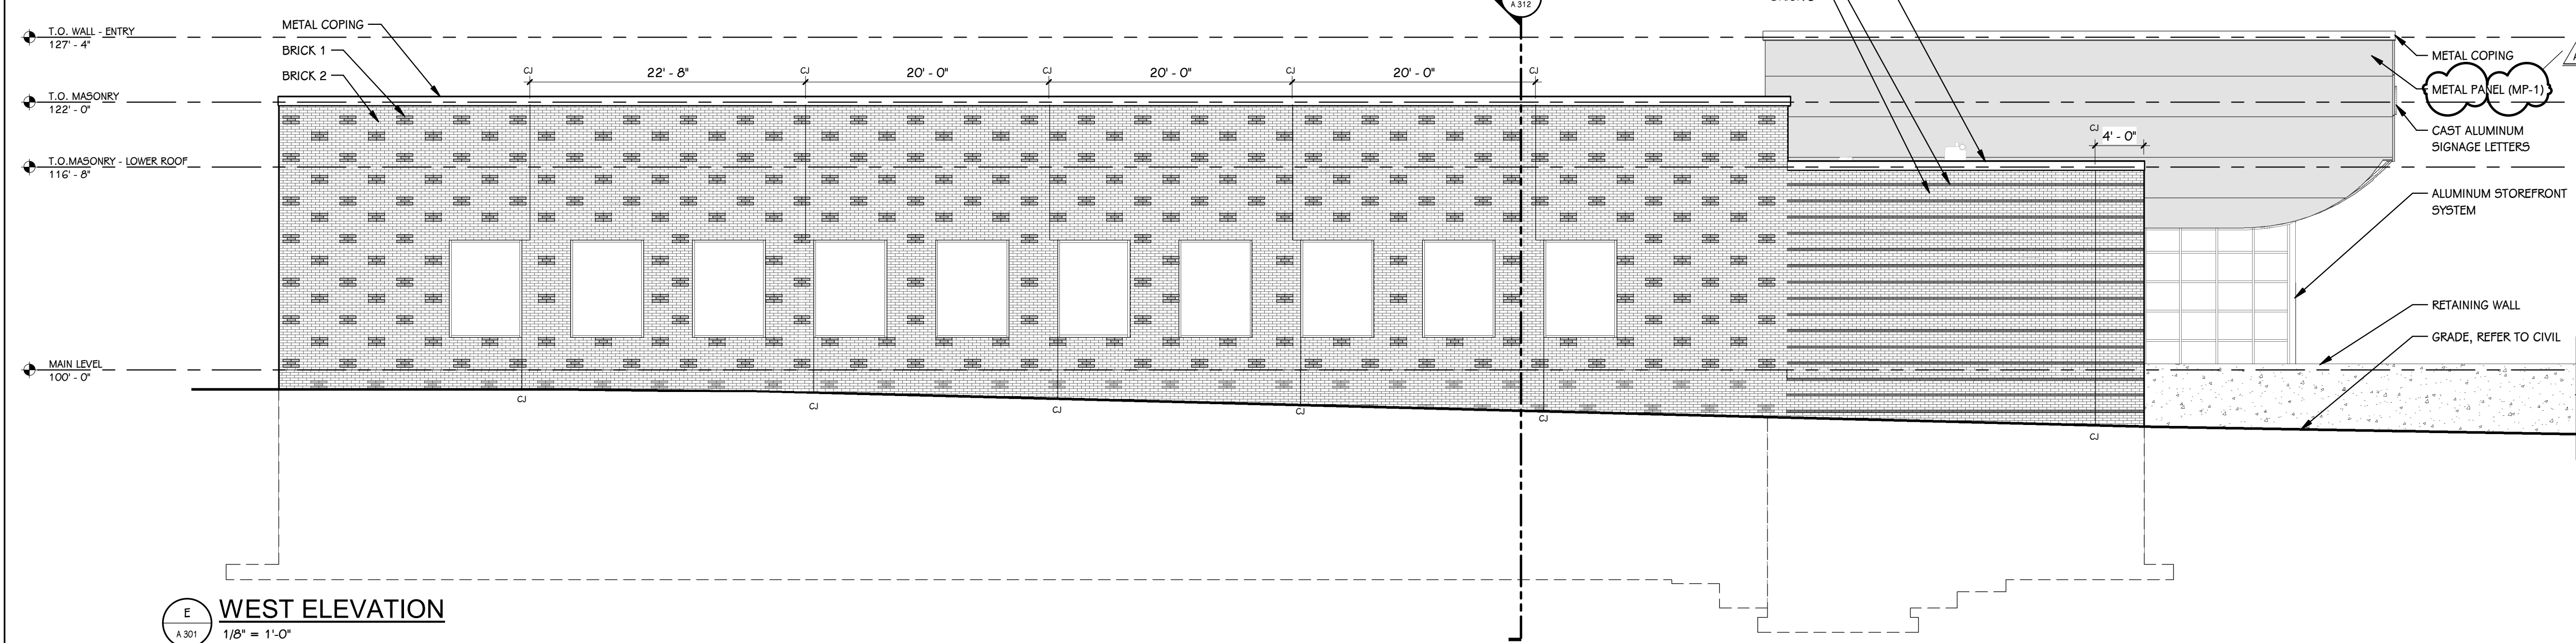 A 312
T.O. WALL - ENTRY
127' - 4"
T.O. MASONRY
122' - 0"
T.O.MASONRY - LOWER ROOF
116' - 8"
MAIN LEVEL
100' - 0"
METAL COPING
BRICK 1
BRICK 2
CJ
22' - 8"
CJ
20' - 0"
CJ
20' - 0"
CJ
20' - 0"
CJ
CJ
4' - 0"
METAL COPING
METAL PANEL (MP-1)
CAST ALUMINUM
SIGNAGE LETTERS
ALUMINUM STOREFRONT
SYSTEM
RETAINING WALL
GRADE, REFER TO CIVIL
CJ
CJ
CJ
CJ
CJ
CJ
E
A 301
WEST ELEVATION
1/8" = 1'-0"